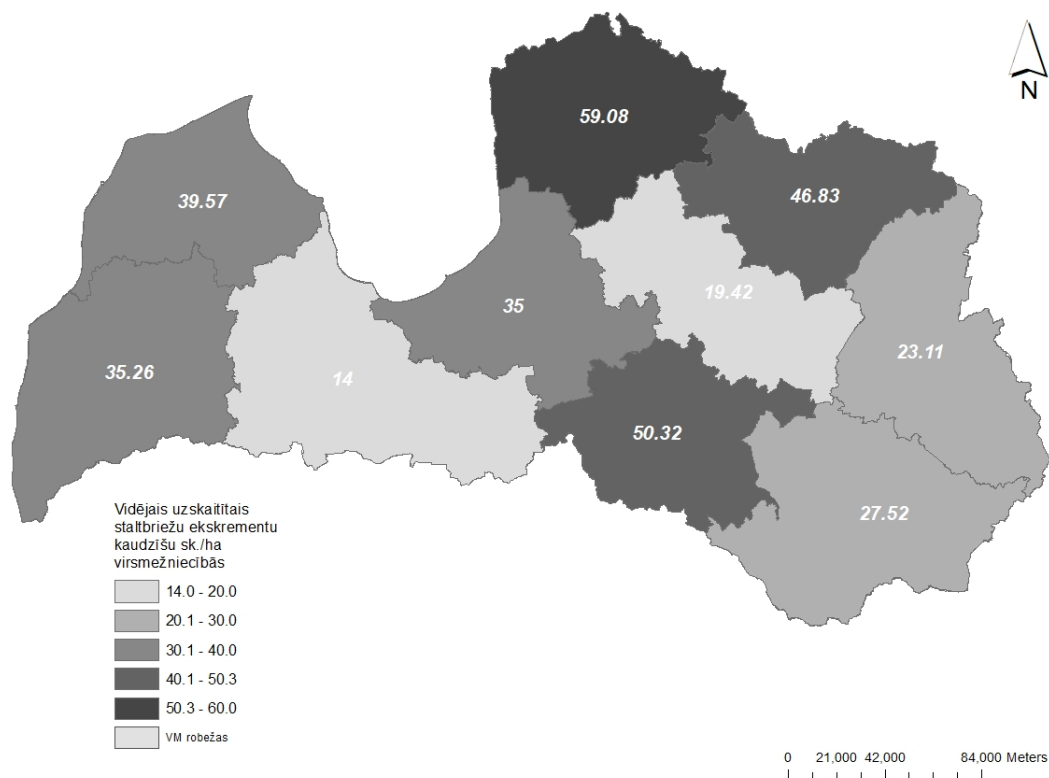 N
59.08
39.57
46.83
35
19.42
35.26
14
23.11
50.32
27.52
Vidējais uzskaitītais
staltbriežu ekskrementu
kaudzīšu sk./ha
virsmežniecībās
14.0 - 20.0
20.1 - 30.0
30.1 - 40.0
40.1 - 50.3
50.3 - 60.0
VM robežas
0 21,000 42,000 84,000 Meters